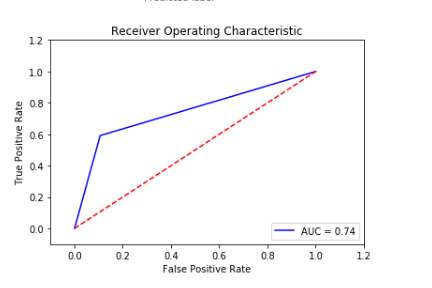 Receiver Operating Characteristic
1.2
1.0
0.8
0.6
0.4
0.2
0.0
True Positive Rate
AUC = 0.74
0.0 0.2 0.4 0.6 0.8 1.0 1.2
False Positive Rate